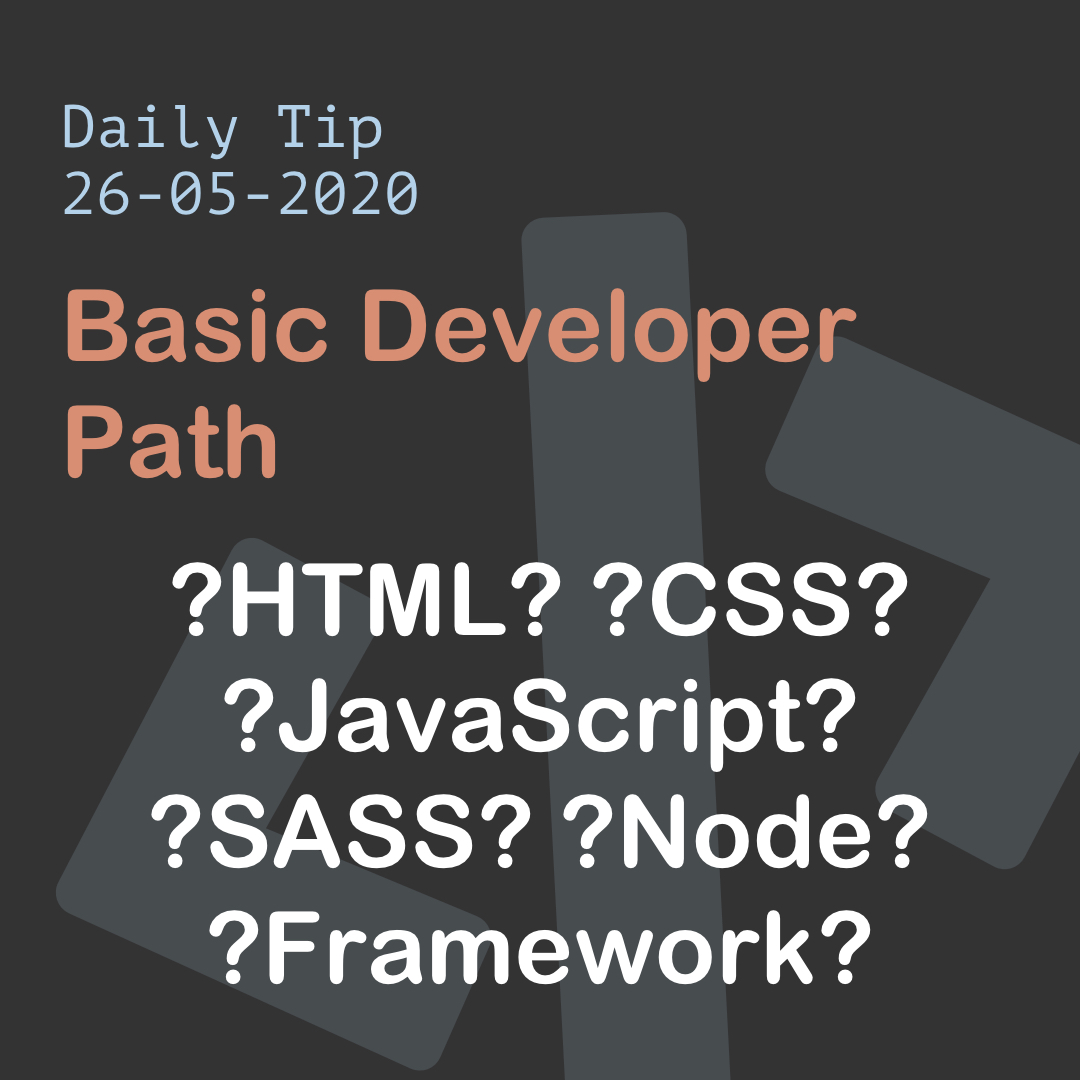 Daily Tip
26-05-2020
Basic Developer
Path
?HTML? ?CSS?
?JavaScript?
?SASS? ?Node?
?Framework?